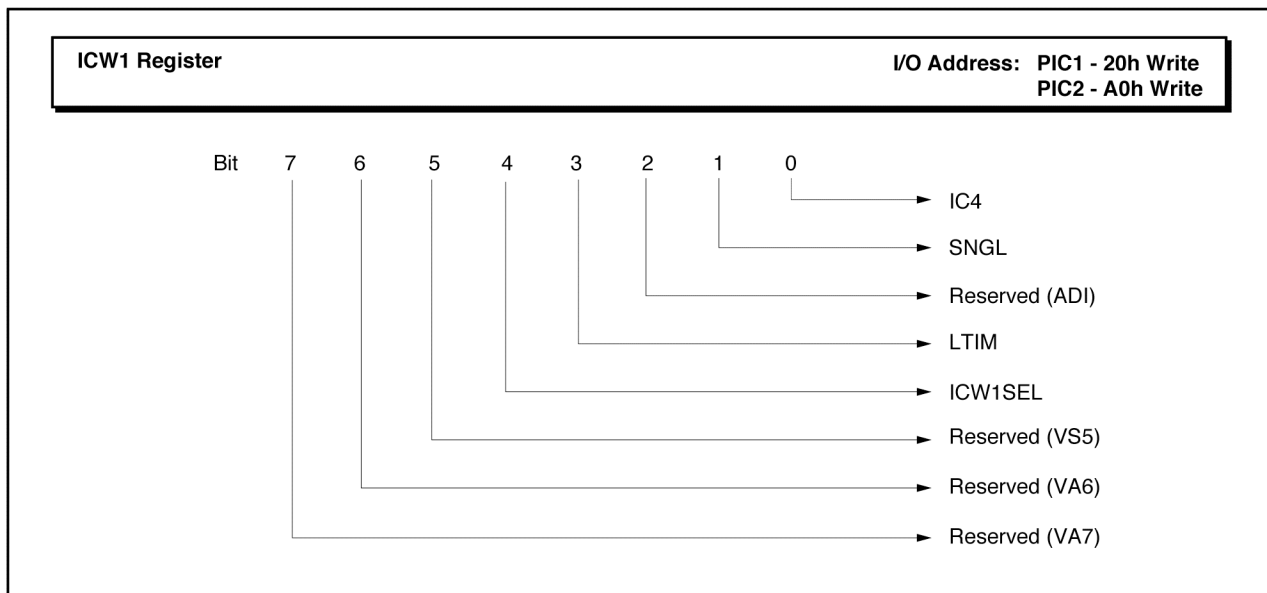 ICW1 Register
I/O Address: PIC1 - 20h Write
PIC2 - A0h Write
Bit 7 6 5 4 3 2 1 0
IC4
SNGL
Reserved (ADI)
LTIM
ICW1SEL
Reserved (VS5)
Reserved (VA6)
Reserved (VA7)